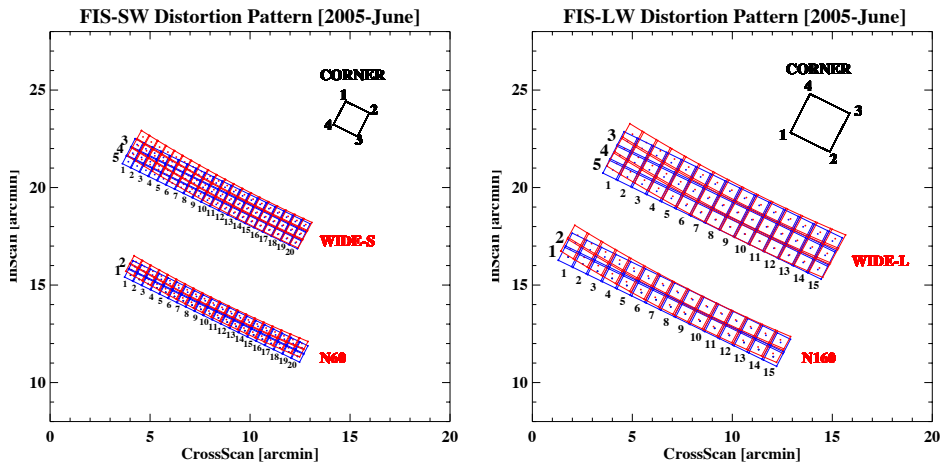 FIS-SW Distortion Pattern [2005-June]
CORNER
1
2
4
3
25
20
15
10
3
4
5
1 2 3 4 5 6 7 8 9 10 11 12 13 14 15 16 17 18 19 20
WIDE-S
2
1
1 2 3 4 5 6 7 8 9 10 11 12 13 14 15 16 17 18 19 20
N60
0 5 10 15 20
CrossScan [arcmin]
InScan [arcmin]
FIS-LW Distortion Pattern [2005-June]
CORNER
4
3
1
2
25
20
15
10
3
4
5
1 2 3 4 5 6 7 8 9 10 11 12 13 14 15
WIDE-L
2
1
1 2 3 4 5 6 7 8 9 10 11 12 13 14 15
N160
0 5 10 15 20
CrossScan [arcmin]
InScan [arcmin]